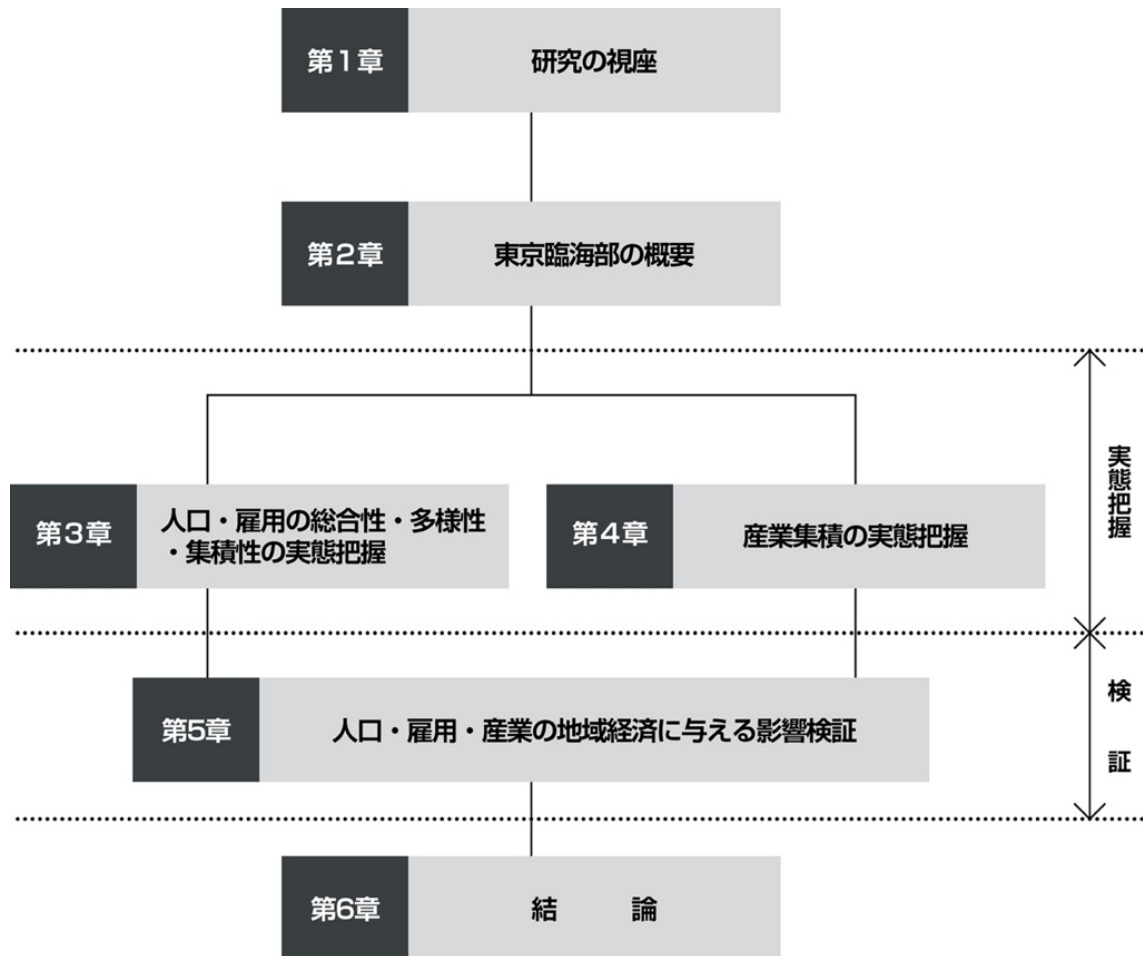 第1章 研究の視座
第2章 東京臨海部の概要
第3章 人口・雇用の総合性・多様性
・集積性の実態把握
第4章 産業集積の実態把握
実態把握
第5章 人口・雇用・産業の地域経済に与える影響検証
検証
第6章 結論